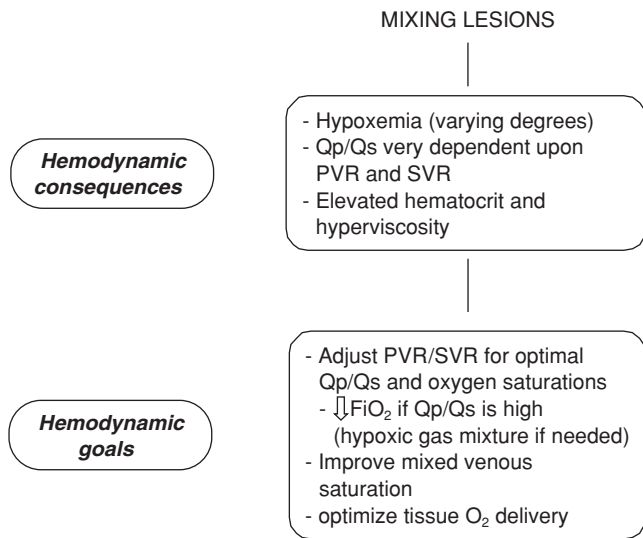 MIXING LESIONS
Hemodynamic
consequences
- Hypoxemia (varying degrees)
- Qp/Qs very dependent upon
PVR and SVR
- Elevated hematocrit and
hyperviscosity
Hemodynamic
goals
- Adjust PVR/SVR for optimal
Qp/Qs and oxygen saturations
- ⇩FiO₂ if Qp/Qs is high
(hypoxic gas mixture if needed)
- Improve mixed venous
saturation
- optimize tissue O₂ delivery